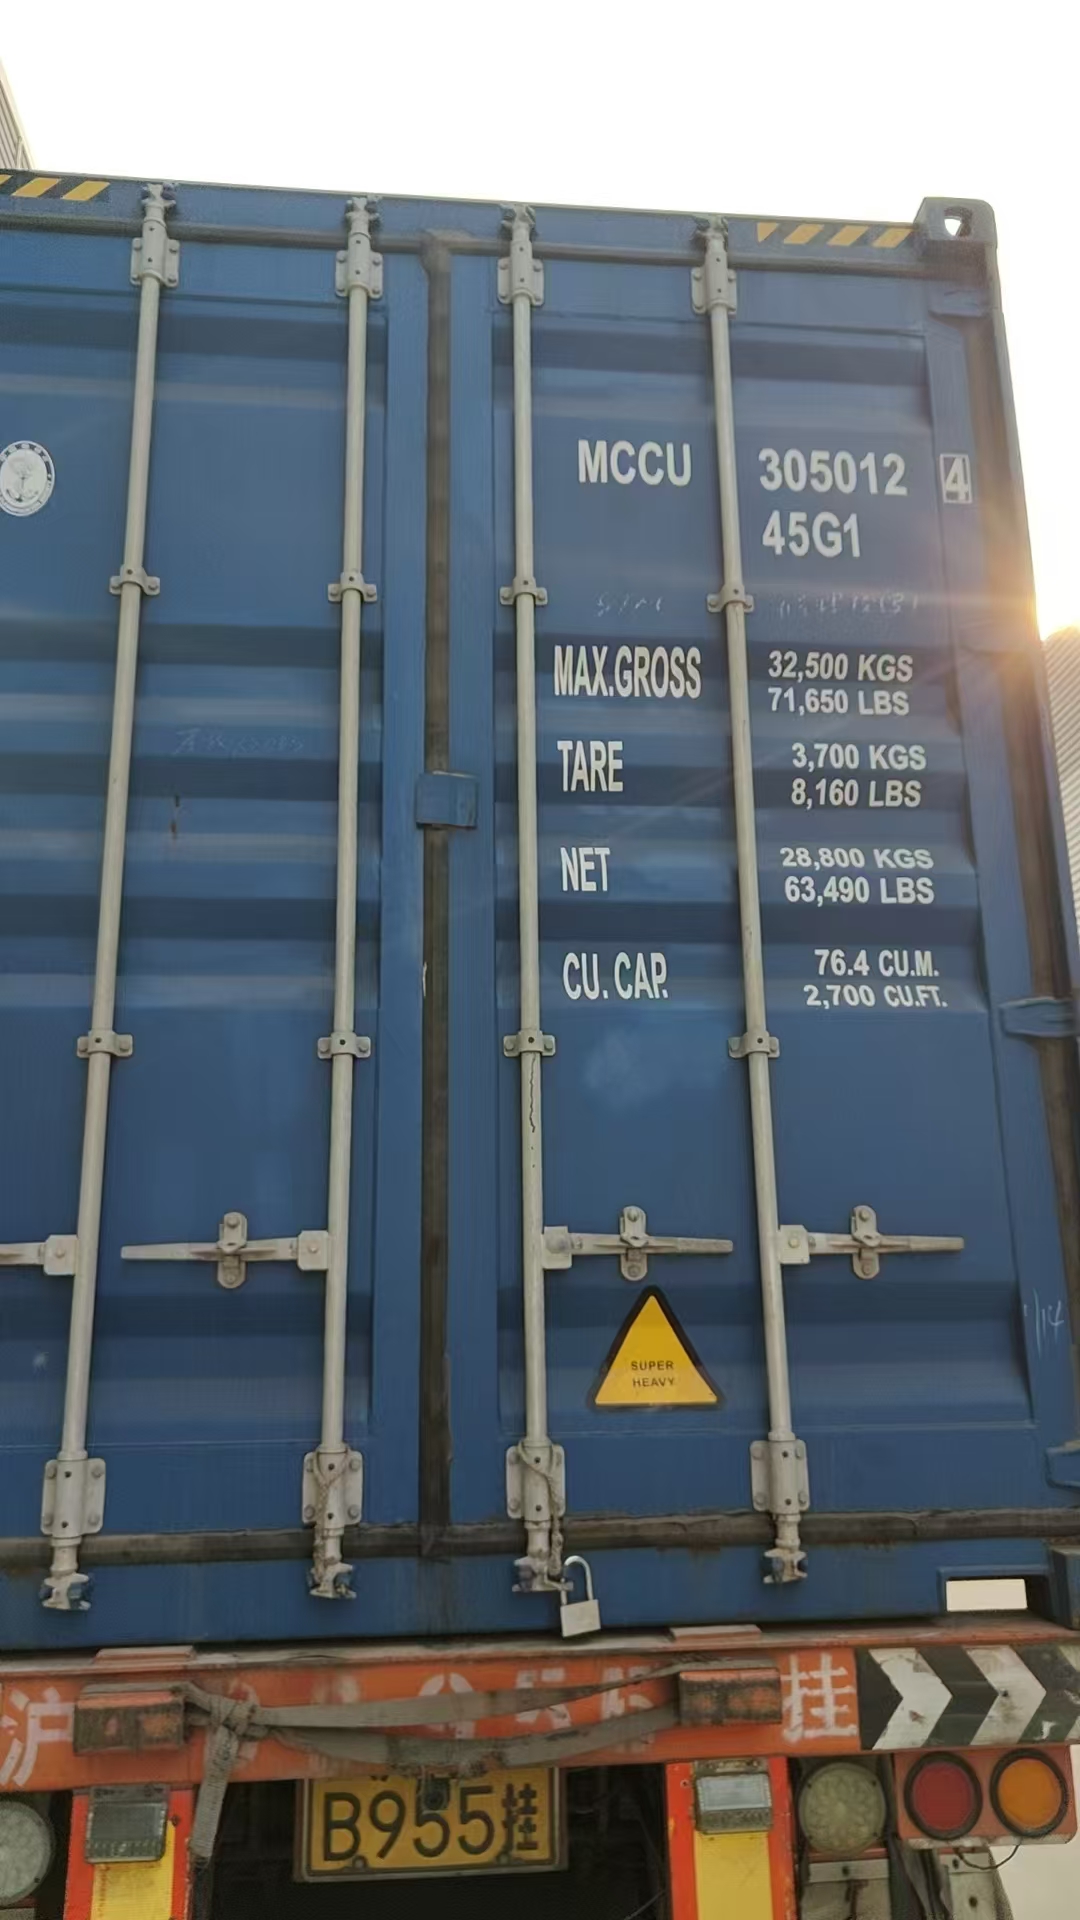 MCCU 305012 4
45G1
MAX.GROSS 32,500 KGS
71,650 LBS
TARE 3,700 KGS
8,160 LBS
NET 28,800 KGS
63,490 LBS
CU. CAP. 76.4 CU.M.
2,700 CU.FT.
1/14
SUPER
HEAVY
沪 挂
B955挂